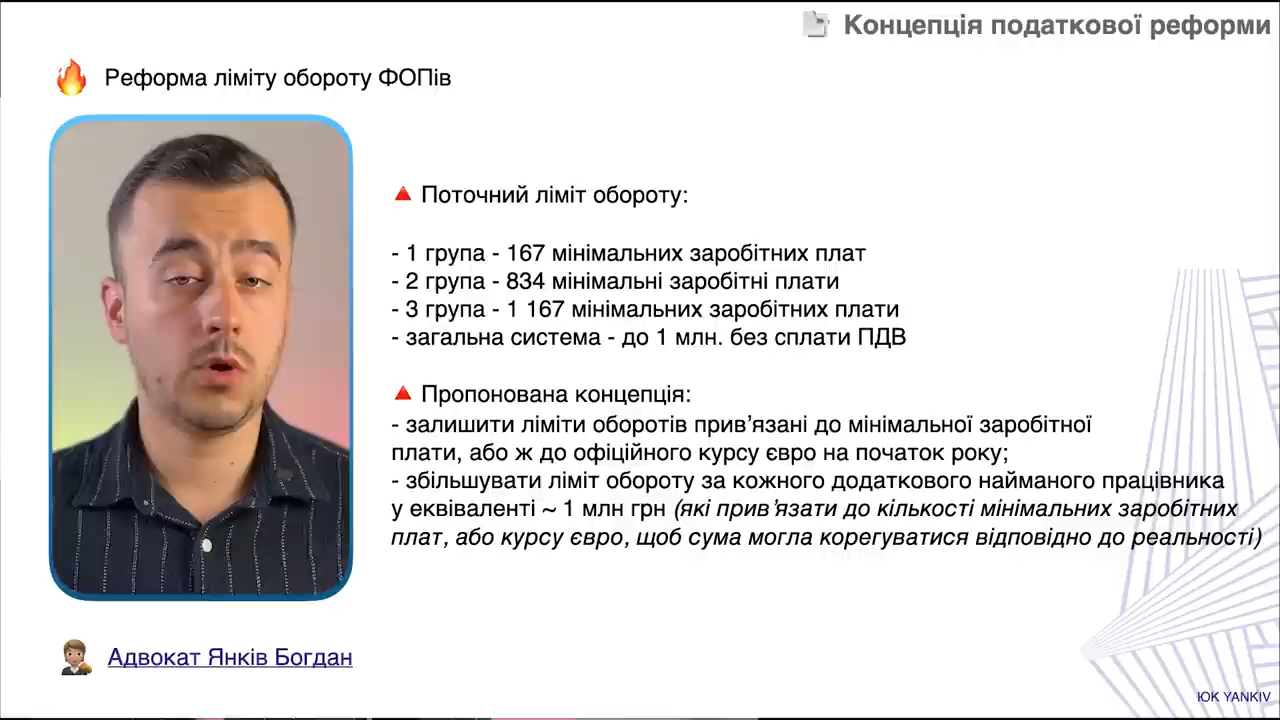 Концепція податкової реформи
Реформа ліміту обороту ФОПів
Поточний ліміт обороту:
- 1 група - 167 мінімальних заробітних плат
- 2 група - 834 мінімальні заробітні плати
- 3 група - 1 167 мінімальних заробітних плати
- загальна система - до 1 млн. без сплати ПДВ
Пропонована концепція:
- залишити ліміти оборотів прив’язані до мінімальної заробітної
плати, або ж до офіційного курсу євро на початок року;
- збільшувати ліміт обороту за кожного додаткового найманого працівника
у еквіваленті ~ 1 млн грн (які прив’язати до кількості мінімальних заробітних
плат, або курсу євро, щоб сума могла корегуватися відповідно до реальності)
Адвокат Янків Богдан
ЮК YANKIV